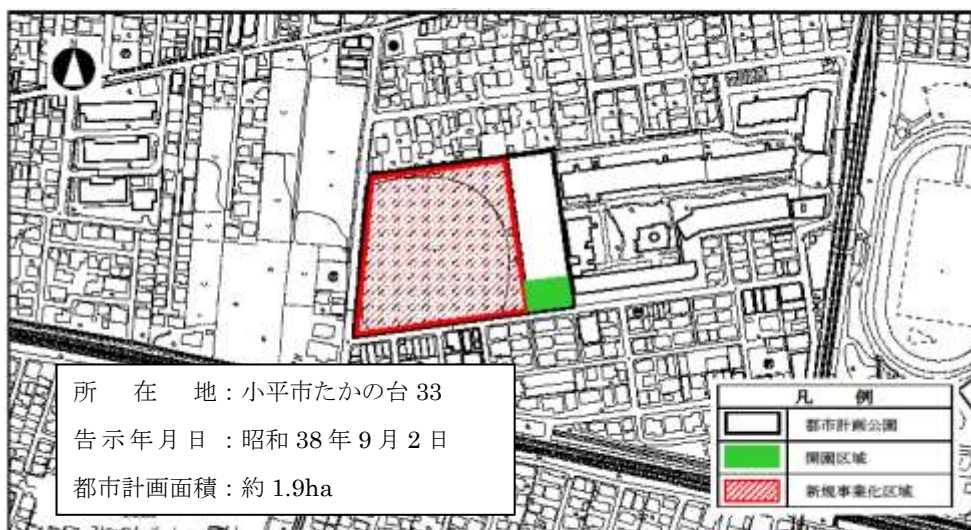 所在地：小平市たかの台 33
告示年月日：昭和 38 年 9 月 2 日
都市計画面積：約 1.9ha
凡例
都市計画公園
開園区域
新規事業化区域